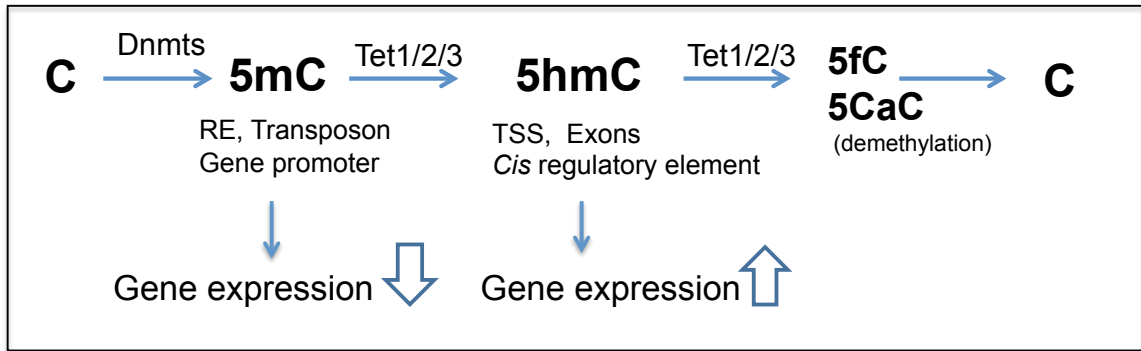 Dnmts
Tet1/2/3
Tet1/2/3
C
5mC
5hmC
5fC
5CaC
(demethylation)
C
RE, Transposon
Gene promoter
TSS, Exons
Cis regulatory element
Gene expression
Gene expression